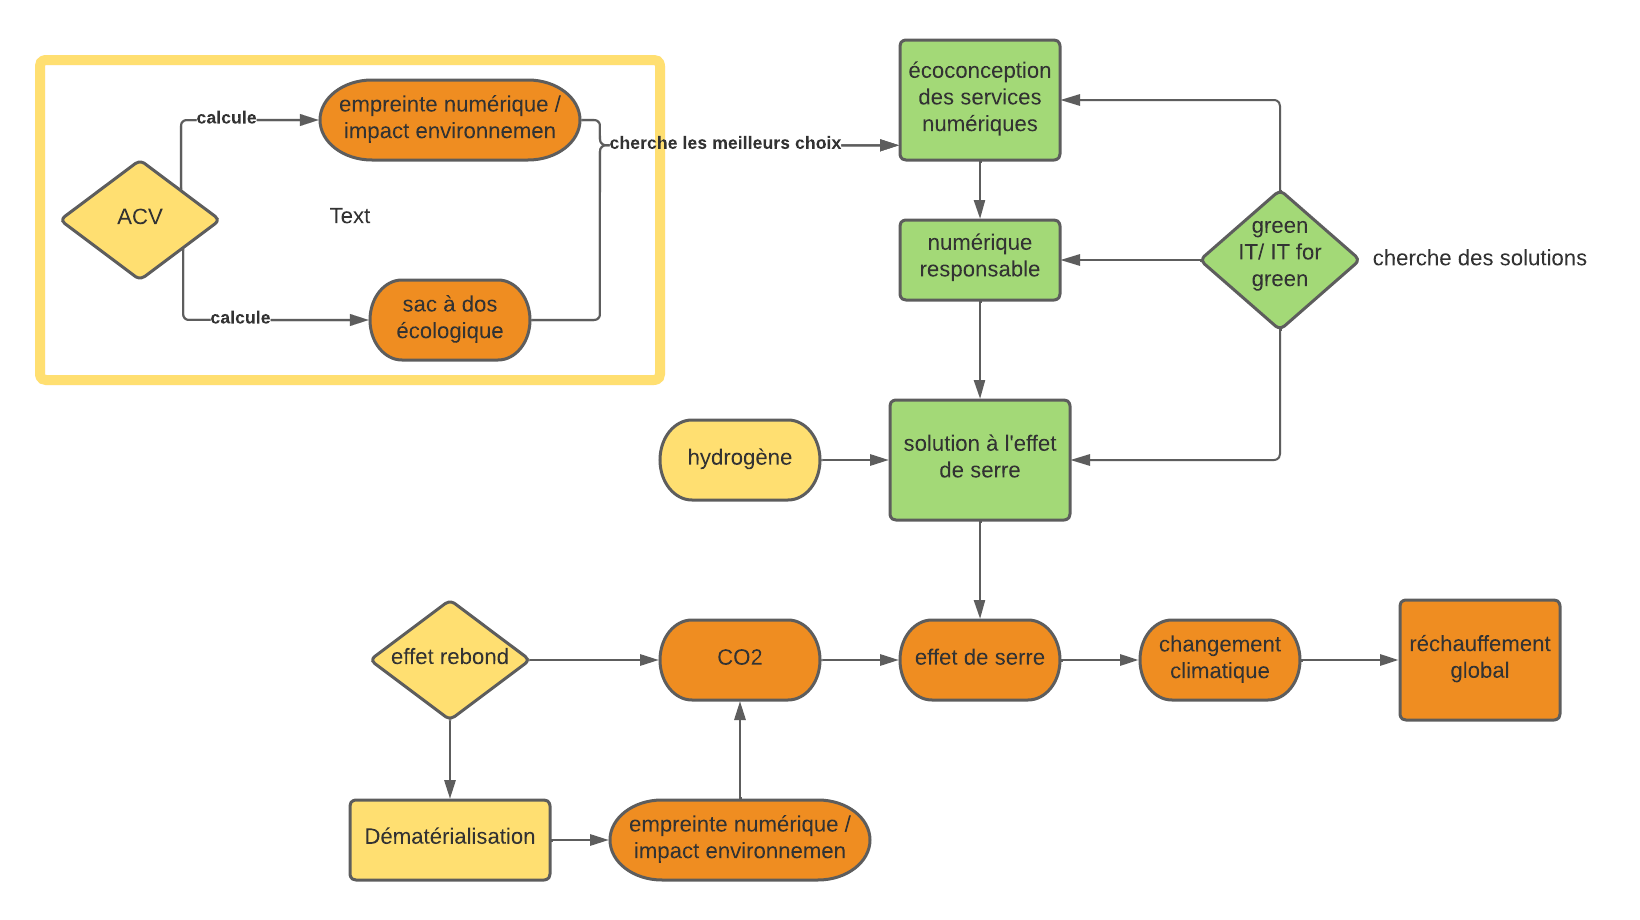 écoconception
des services
numériques
empreinte numérique /
impact environnemen
calcule
cherche les meilleurs choix
ACV
Text
green
IT/ IT for
green
cherche des solutions
numérique
responsable
sac à dos
écologique
calcule
solution à l'effet
de serre
hydrogène
effet rebond
CO2
effet de serre
changement
climatique
réchauffement
global
Dématérialisation
empreinte numérique /
impact environnemen